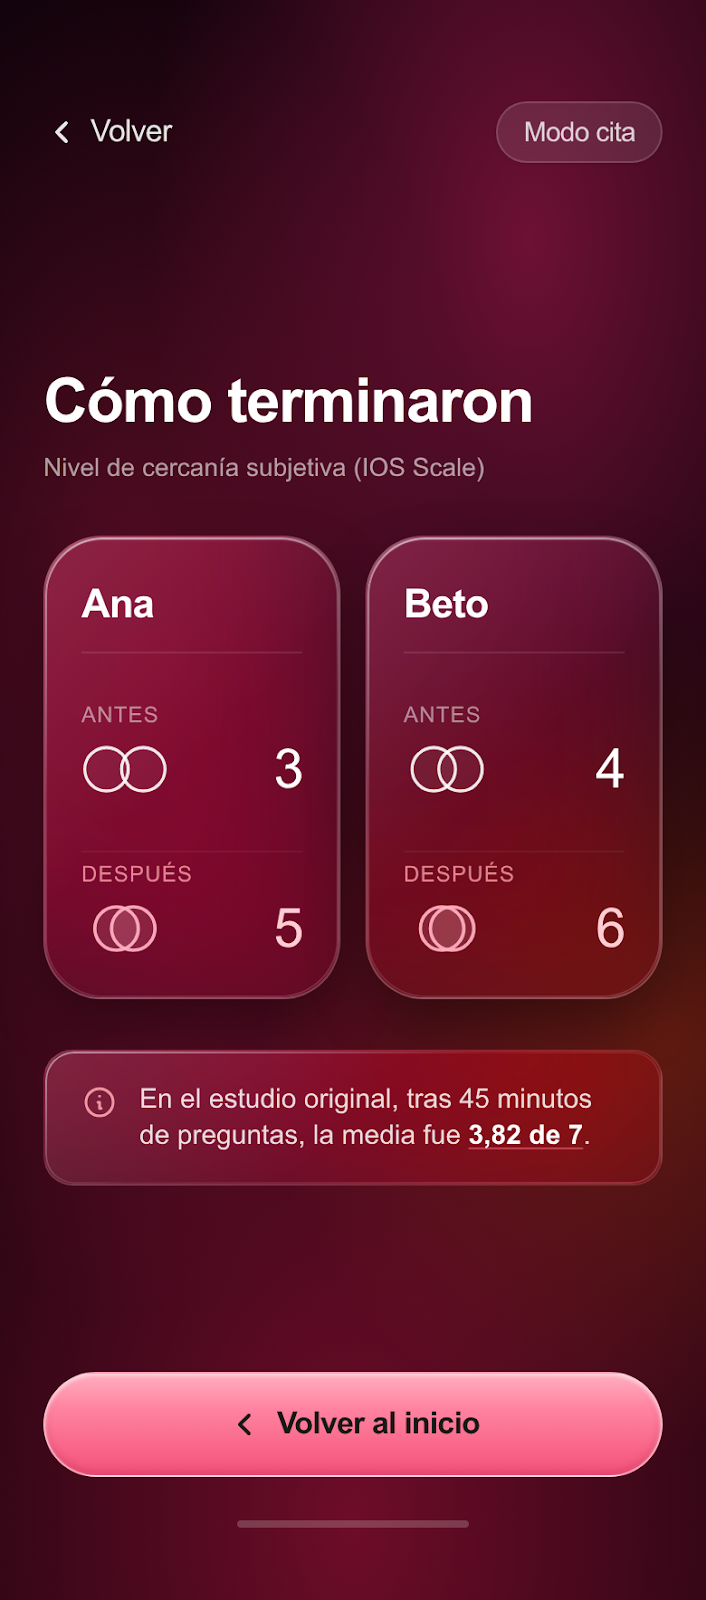 Volver
Modo cita
Cómo terminaron
Nivel de cercanía subjetiva (IOS Scale)
Ana
ANTES
3
DESPUÉS
5
Beto
ANTES
4
DESPUÉS
6
En el estudio original, tras 45 minutos
de preguntas, la media fue 3,82 de 7.
Volver al inicio